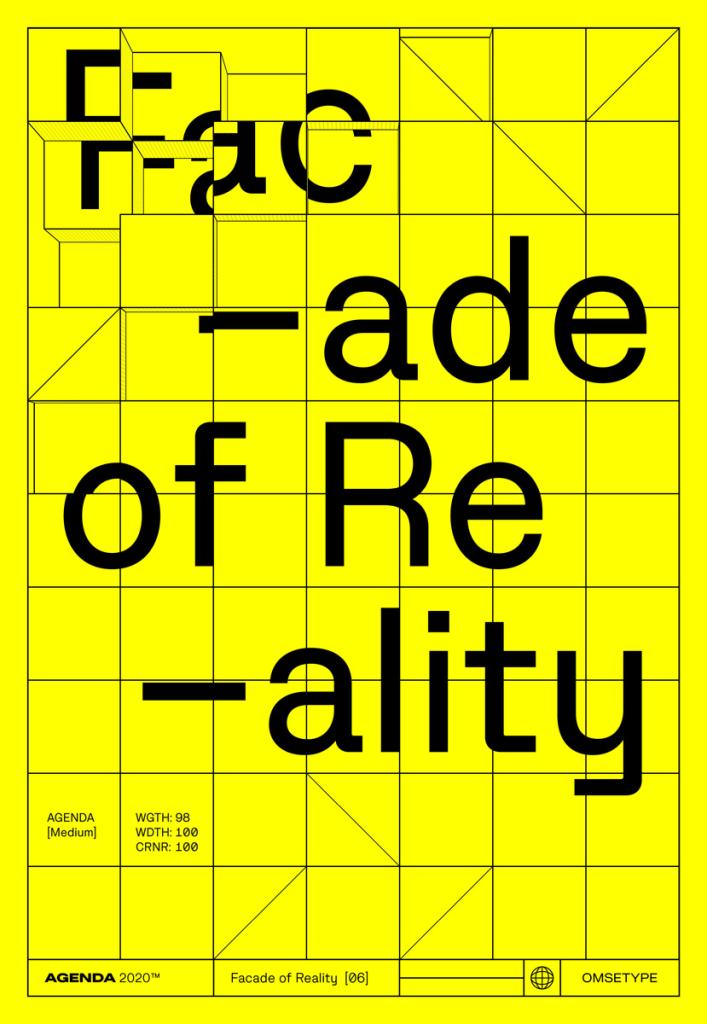 Fac
–ade
of Re
–ality
AGENDA
[Medium]
WGTH: 98
WDTH: 100
CRNR: 100
AGENDA 2020™
Facade of Reality [06]
OMSETYPE